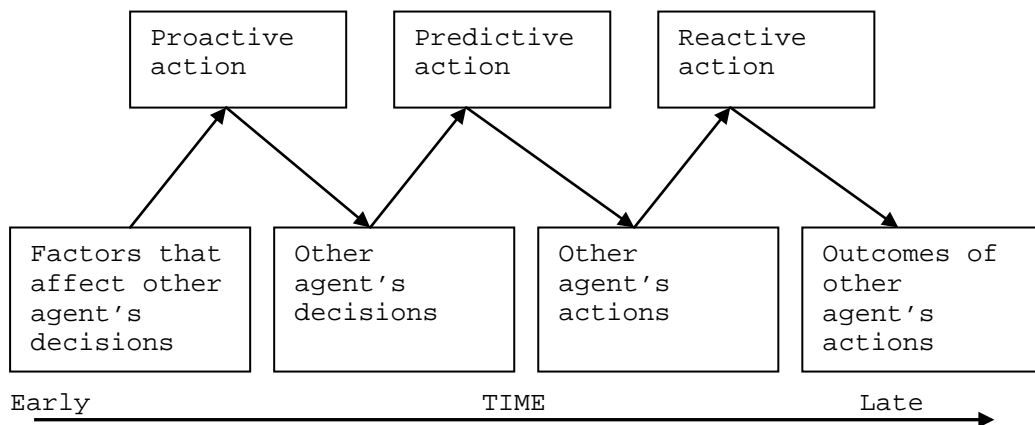 Proactive
action
Predictive
action
Reactive
action
Factors that
affect other
agent’s
decisions
Other
agent’s
decisions
Other
agent’s
actions
Outcomes of
other
agent’s
actions
Early TIME Late